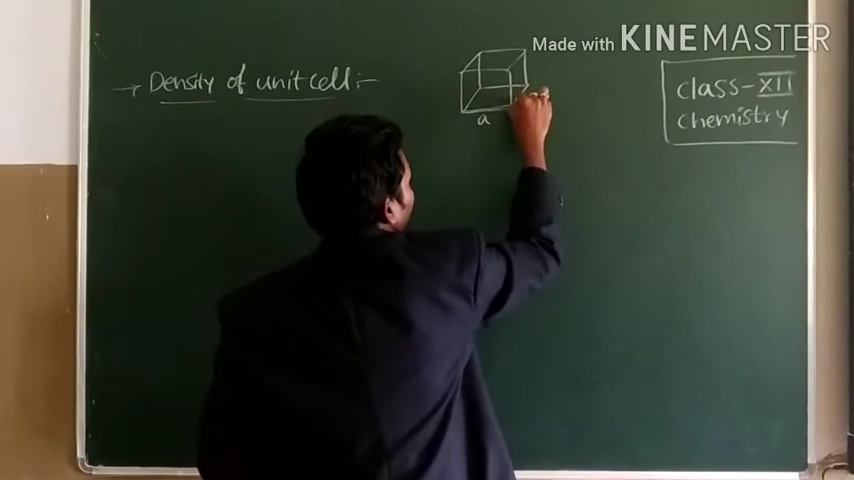 → Density of unit cell :-
a
Made with KINEMASTER
class-XII
chemistry